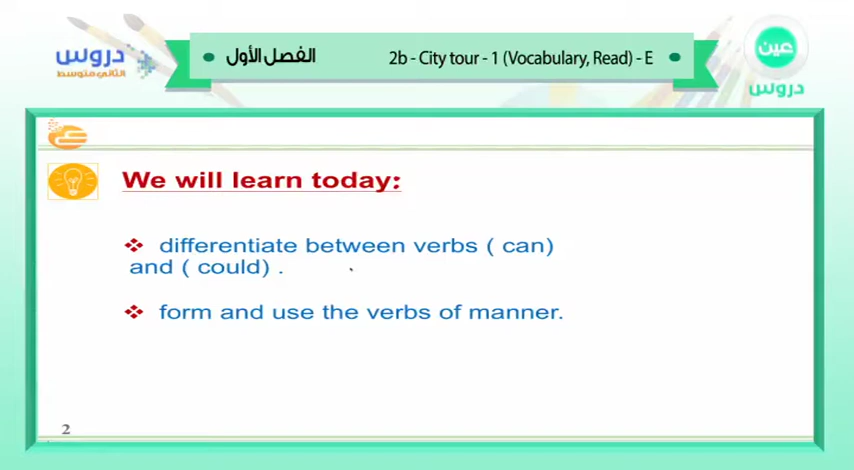 دروس
الثاني متوسط
الفصل الأول
2b - City tour - 1 (Vocabulary, Read) - E
عين
دروس
We will learn today:
❖ differentiate between verbs ( can)
and ( could) .
❖ form and use the verbs of manner.
2